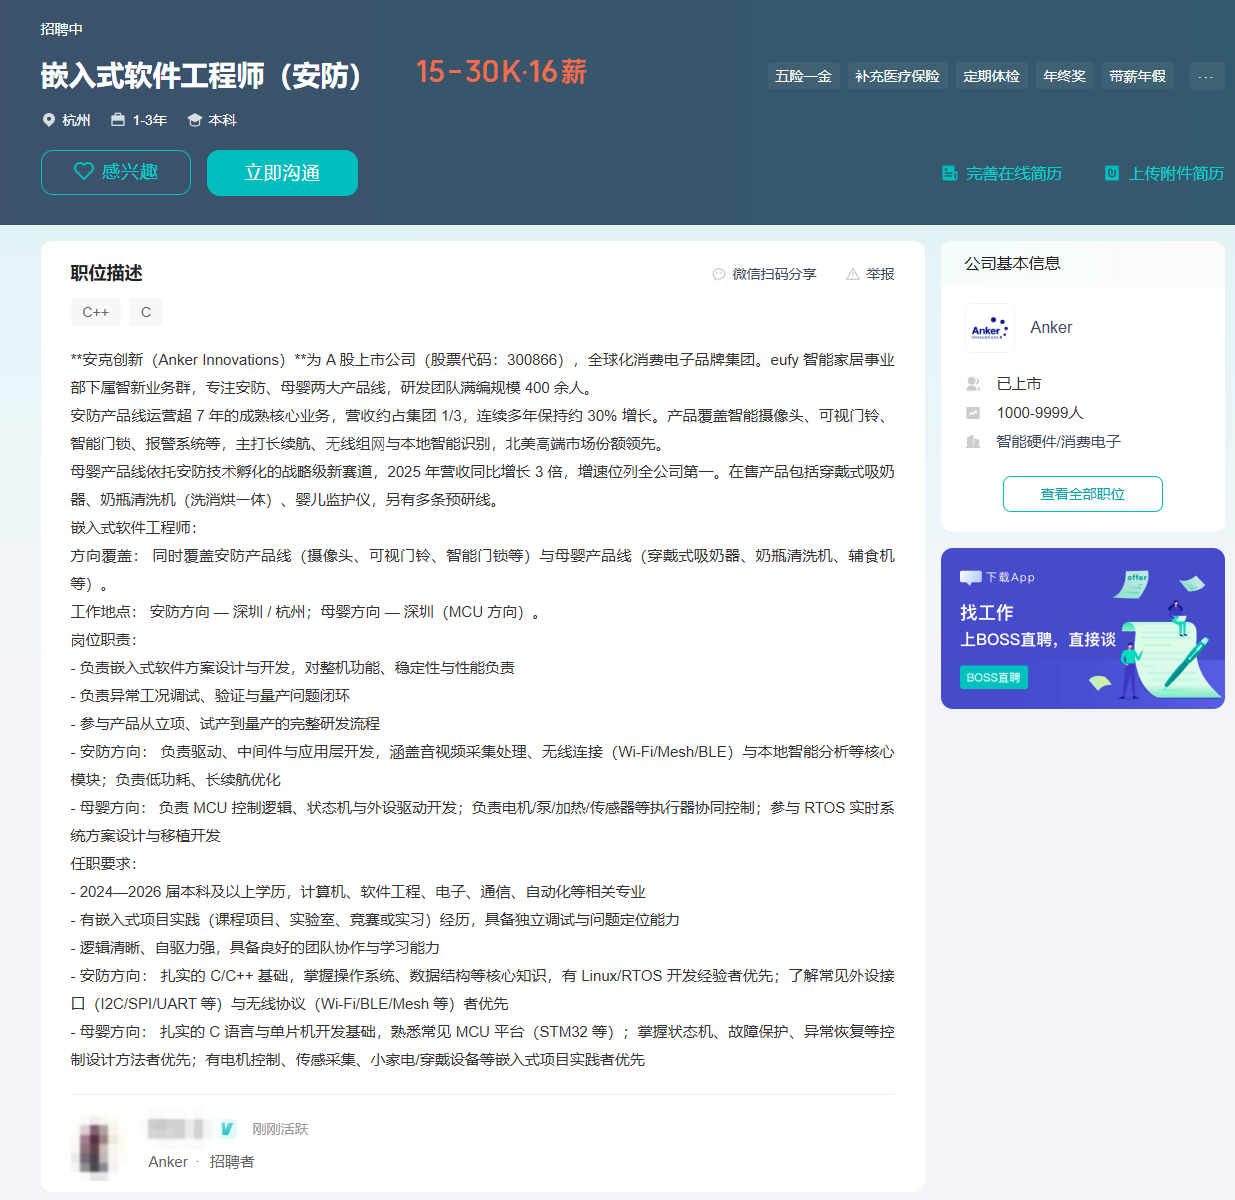 招聘中
嵌入式软件工程师（安防）
15-30K·16薪
五险一金
补充医疗保险
定期体检
年终奖
带薪年假
···
杭州
1-3年
本科
感兴趣
立即沟通
完善在线简历
上传附件简历
职位描述
微信扫码分享
举报
C++
C
**安克创新（Anker Innovations）**为 A 股上市公司（股票代码：300866），全球化消费电子品牌集团。eufy 智能家居事业
部下属智新业务群，专注安防、母婴两大产品线，研发团队满编规模 400 余人。
安防产品线运营超 7 年的成熟核心业务，营收约占集团 1/3，连续多年保持约 30% 增长。产品覆盖智能摄像头、可视门铃、
智能门锁、报警系统等，主打长续航、无线组网与本地智能识别，北美高端市场份额领先。
母婴产品线依托安防技术孵化的战略级新赛道，2025 年营收同比增长 3 倍，增速位列全公司第一。在售产品包括穿戴式吸奶
器、奶瓶清洗机（洗消烘一体）、婴儿监护仪，另有多条预研线。
嵌入式软件工程师：
方向覆盖： 同时覆盖安防产品线（摄像头、可视门铃、智能门锁等）与母婴产品线（穿戴式吸奶器、奶瓶清洗机、辅食机
等）。
工作地点： 安防方向 — 深圳 / 杭州；母婴方向 — 深圳（MCU 方向）。
岗位职责：
- 负责嵌入式软件方案设计与开发，对整机功能、稳定性与性能负责
- 负责异常工况调试、验证与量产问题闭环
- 参与产品从立项、试产到量产的完整研发流程
- 安防方向： 负责驱动、中间件与应用层开发，涵盖音视频采集处理、无线连接（Wi-Fi/Mesh/BLE）与本地智能分析等核心
模块；负责低功耗、长续航优化
- 母婴方向： 负责 MCU 控制逻辑、状态机与外设驱动开发；负责电机/泵/加热/传感器等执行器协同控制；参与 RTOS 实时系
统方案设计与移植开发
任职要求：
- 2024—2026 届本科及以上学历，计算机、软件工程、电子、通信、自动化等相关专业
- 有嵌入式项目实践（课程项目、实验室、竞赛或实习）经历，具备独立调试与问题定位能力
- 逻辑清晰、自驱力强，具备良好的团队协作与学习能力
- 安防方向： 扎实的 C/C++ 基础，掌握操作系统、数据结构等核心知识，有 Linux/RTOS 开发经验者优先；了解常见外设接
口（I2C/SPI/UART 等）与无线协议（Wi-Fi/BLE/Mesh 等）者优先
- 母婴方向： 扎实的 C 语言与单片机开发基础，熟悉常见 MCU 平台（STM32 等）；掌握状态机、故障保护、异常恢复等控
制设计方法者优先；有电机控制、传感采集、小家电/穿戴设备等嵌入式项目实践者优先
刚刚活跃
Anker · 招聘者
公司基本信息
Anker
Innovations
Anker
已上市
1000-9999人
智能硬件/消费电子
查看全部职位
下载App
找工作
上BOSS直聘，直接谈
BOSS直聘
offer